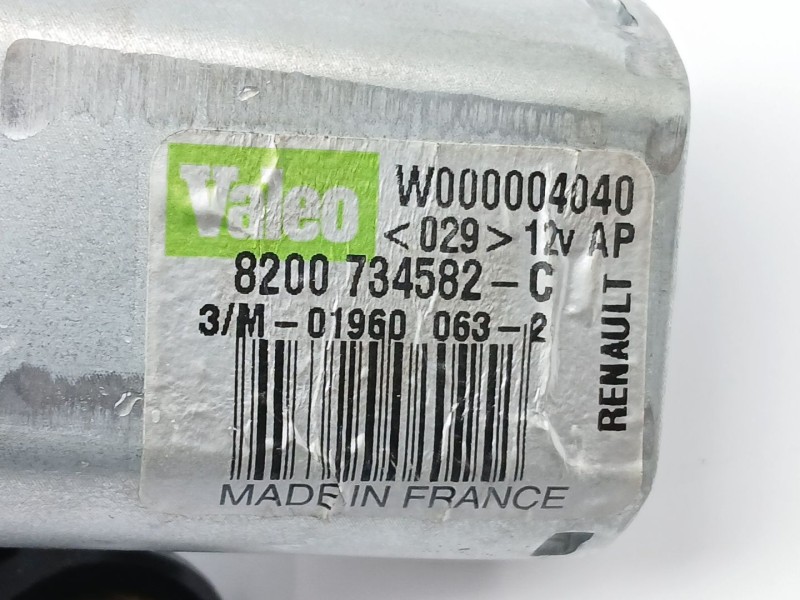 Valeo
W000004040
<029> 12v AP
8200 734582-C
3/M-01960 063-2
RENAULT
MADE IN FRANCE